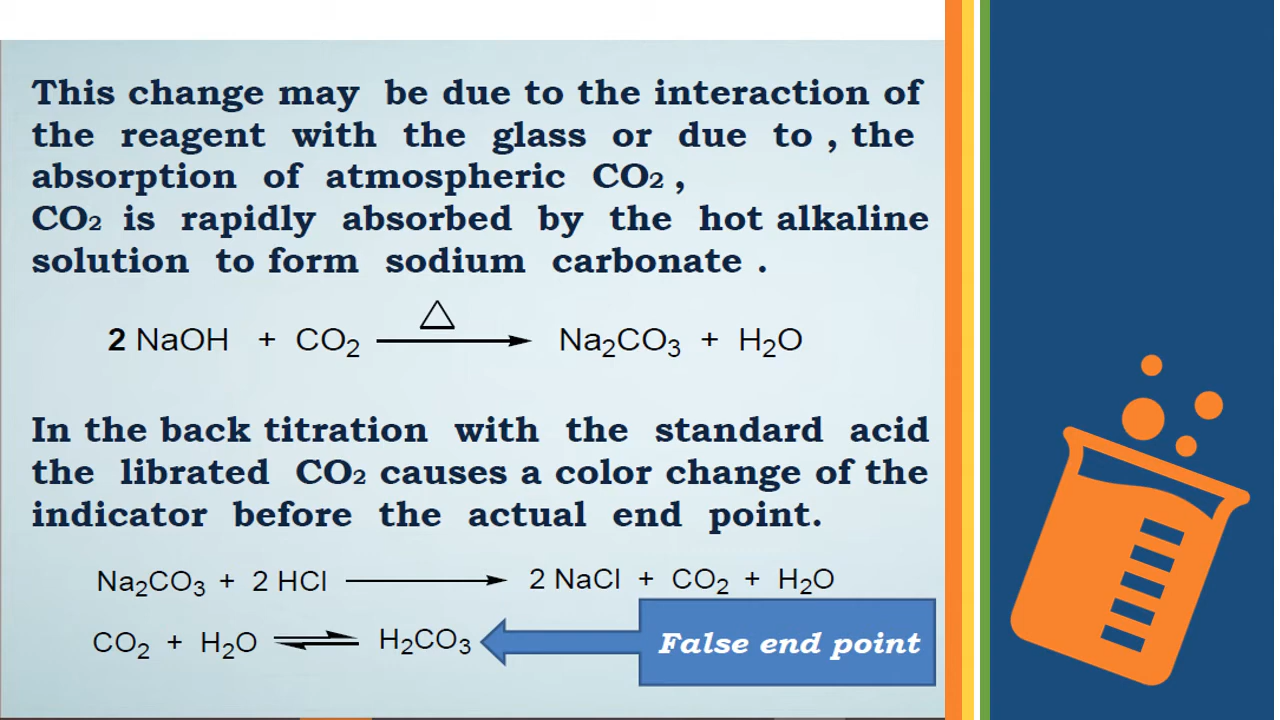 This change may be due to the interaction of
the reagent with the glass or due to , the
absorption of atmospheric CO₂ ,
CO₂ is rapidly absorbed by the hot alkaline
solution to form sodium carbonate .
△
2 NaOH + CO₂ → Na₂CO₃ + H₂O
In the back titration with the standard acid
the librated CO₂ causes a color change of the
indicator before the actual end point.
Na₂CO₃ + 2 HCl → 2 NaCl + CO₂ + H₂O
CO₂ + H₂O ⇌ H₂CO₃ False end point